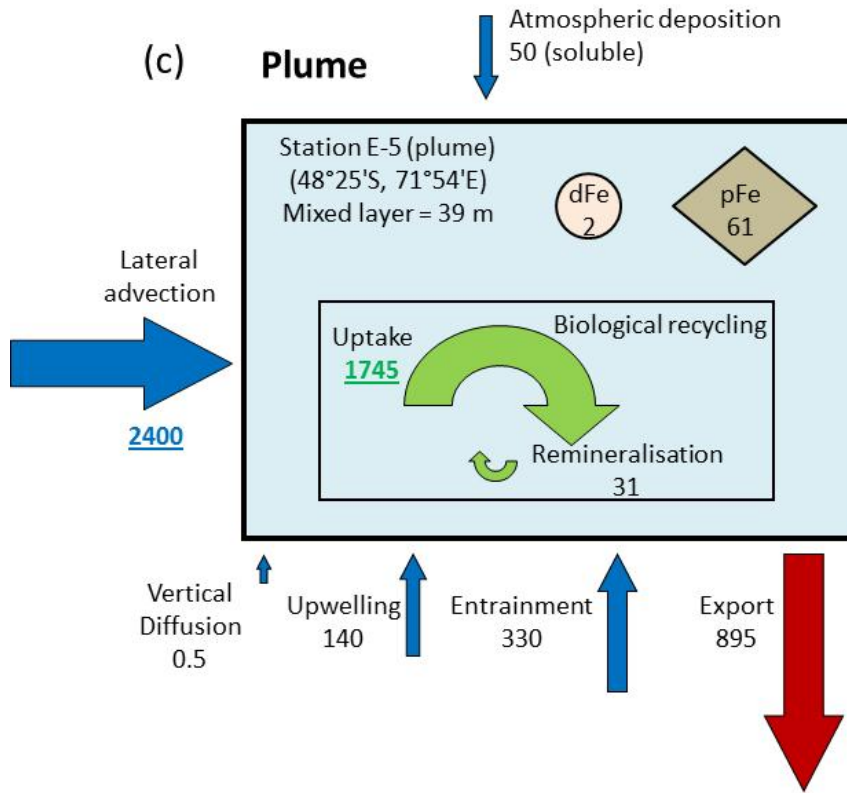 (c)
Plume
Atmospheric deposition
50 (soluble)
Station E-5 (plume)
(48°25'S, 71°54'E)
Mixed layer = 39 m
dFe
2
pFe
61
Lateral
advection
2400
Uptake
1745
Biological recycling
Remineralisation
31
Vertical
Diffusion
0.5
Upwelling
140
Entrainment
330
Export
895